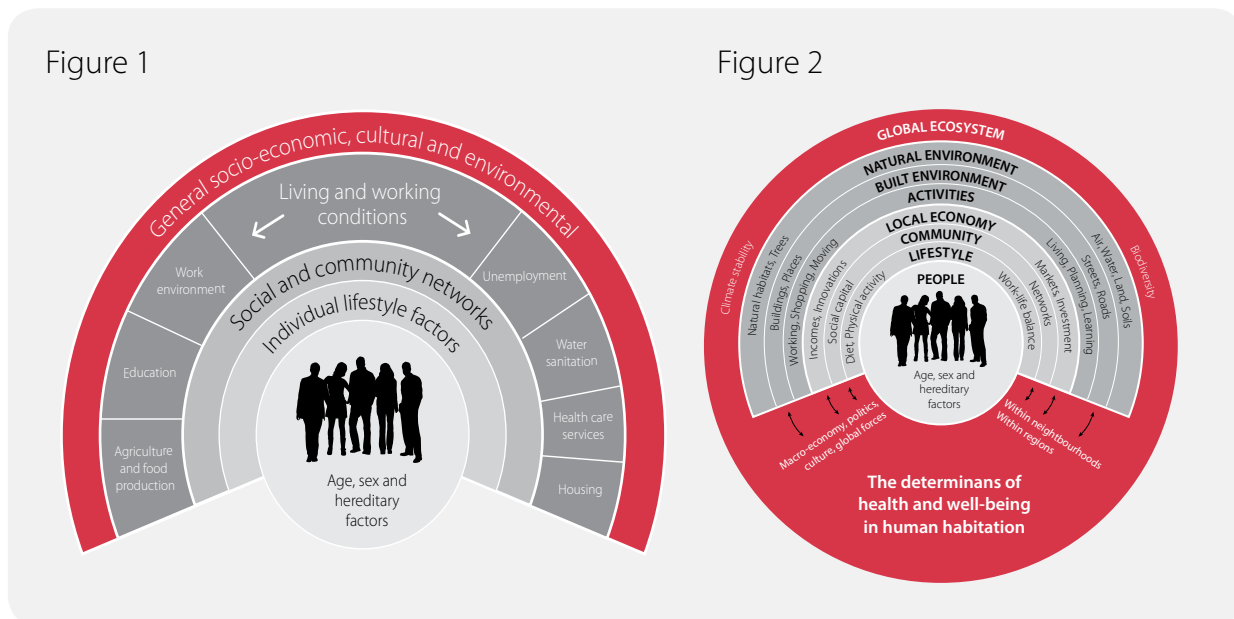 Figure 1
General socio-economic, cultural and environmental
Living and working
conditions
Work
environment
Unemployment
Education
Water
sanitation
Agriculture
and food
production
Health care
services
Housing
Social and community networks
Individual lifestyle factors
Age, sex and
hereditary
factors
Figure 2
GLOBAL ECOSYSTEM
NATURAL ENVIRONMENT
BUILT ENVIRONMENT
ACTIVITIES
LOCAL ECONOMY
COMMUNITY
LIFESTYLE
PEOPLE
Age, sex and
hereditary
factors
Climate stability
Natural habitats, Trees
Buildings, Places
Working, Shopping, Moving
Incomes, Innovations
Social capital
Diet, Physical activity
Work-life balance
Networks
Markets, Investment
Living, Planning, Learning
Streets, Roads
Air, Water, Land, Soils
Biodiversity
Macro-economy, politics,
culture, global forces
Within neighbourhoods
Within regions
The determinans of
health and well-being
in human habitation